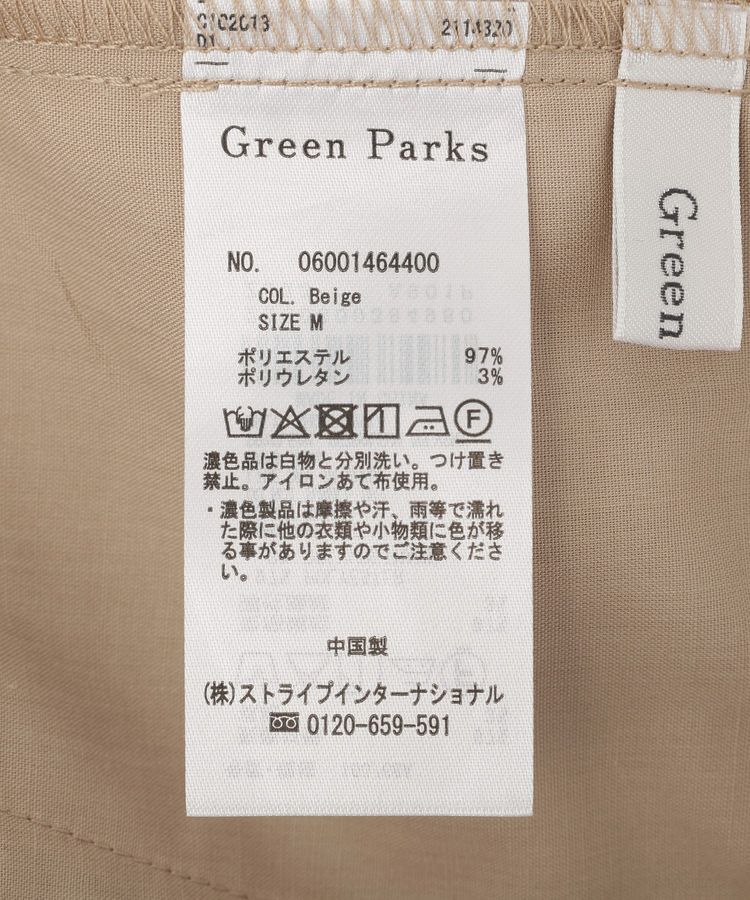 0102013
01
2114320
Green Parks
Green
NO. 06001464400
COL. Beige
SIZE M
ポリエステル 97%
ポリウレタン 3%
F
濃色品は白物と分別洗い。つけ置き
禁止。アイロンあて布使用。
・濃色製品は摩擦や汗、雨等で濡れ
た際に他の衣類や小物類に色が移
る事がありますのでご注意くださ
い。
中国製
(株)ストライプインターナショナル
0120-659-591